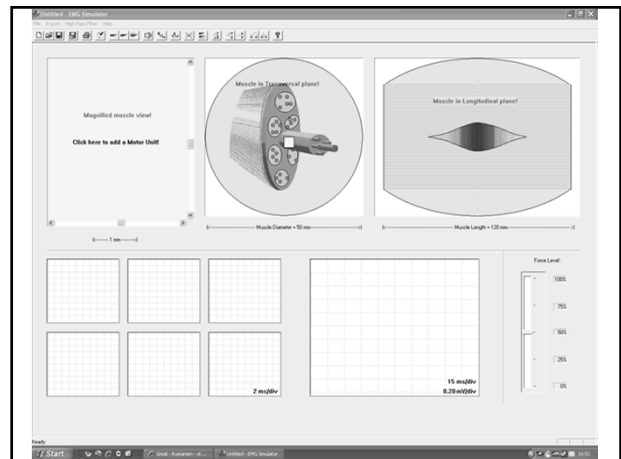 Untitled - EMG Simulator
File Export High Pass Filter Help
Magnified muscle view!
Click here to add a Motor Unit!
1 mm
Muscle in Transversal plane!
Muscle Diameter = 50 mm
Muscle in Longitudinal plane!
Muscle Length = 120 mm
2 ms/div
15 ms/div
0.20 mV/div
Force Level:
100%
75%
50%
25%
0%
Ready
Start
Untitled - EMG Simulator
16:51